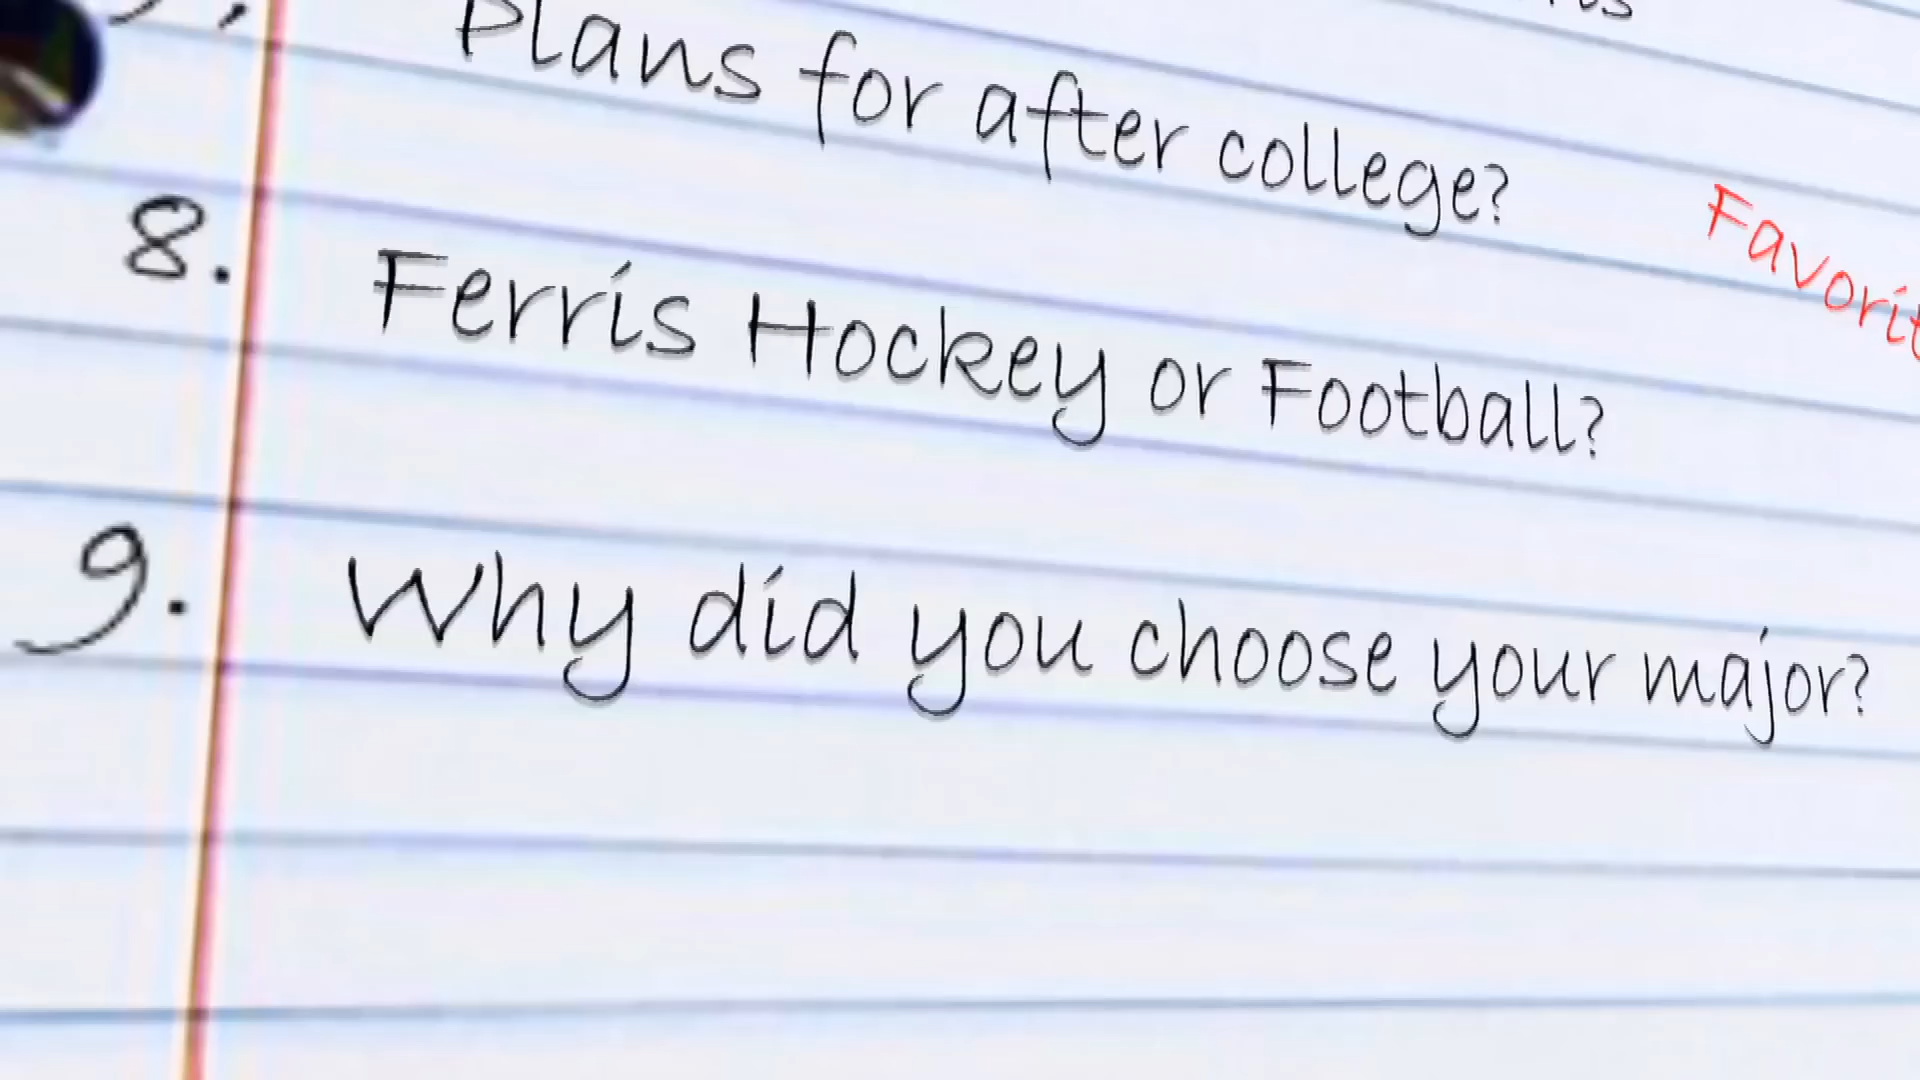 Plans for after college?
8. Ferris Hockey or Football?
9. Why did you choose your major?